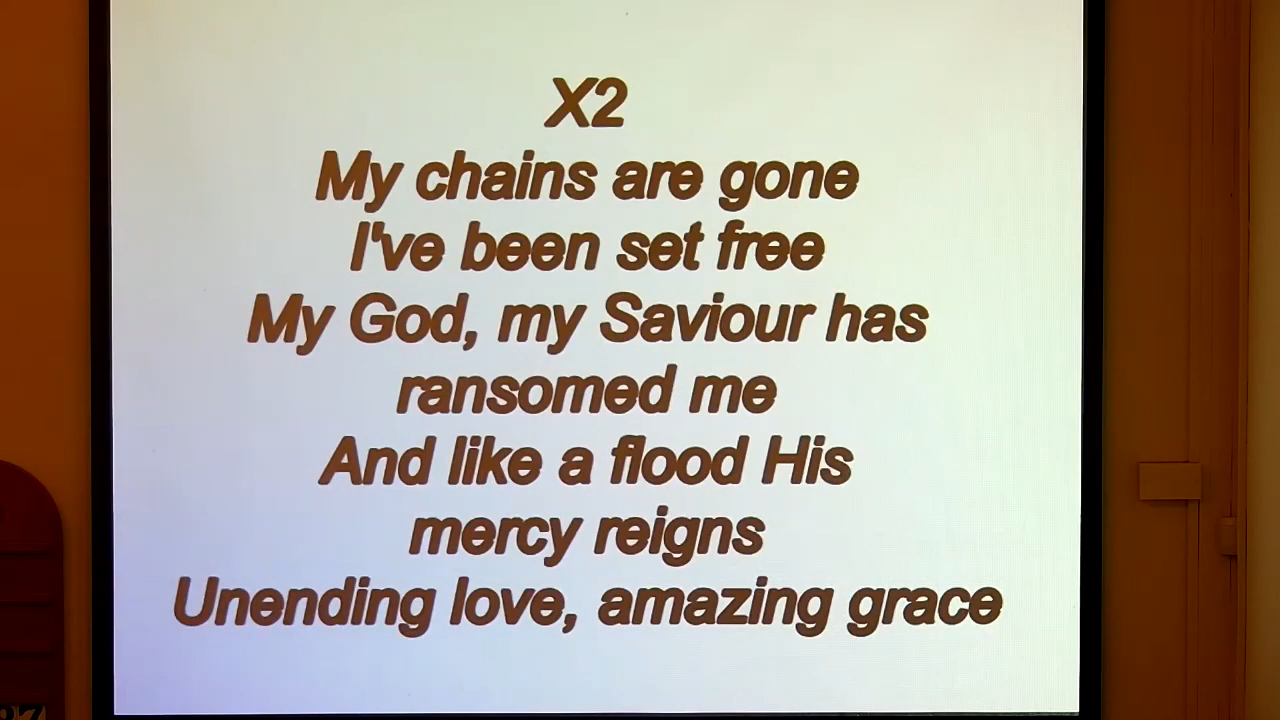 X2
My chains are gone
I've been set free
My God, my Saviour has
ransomed me
And like a flood His
mercy reigns
Unending love, amazing grace